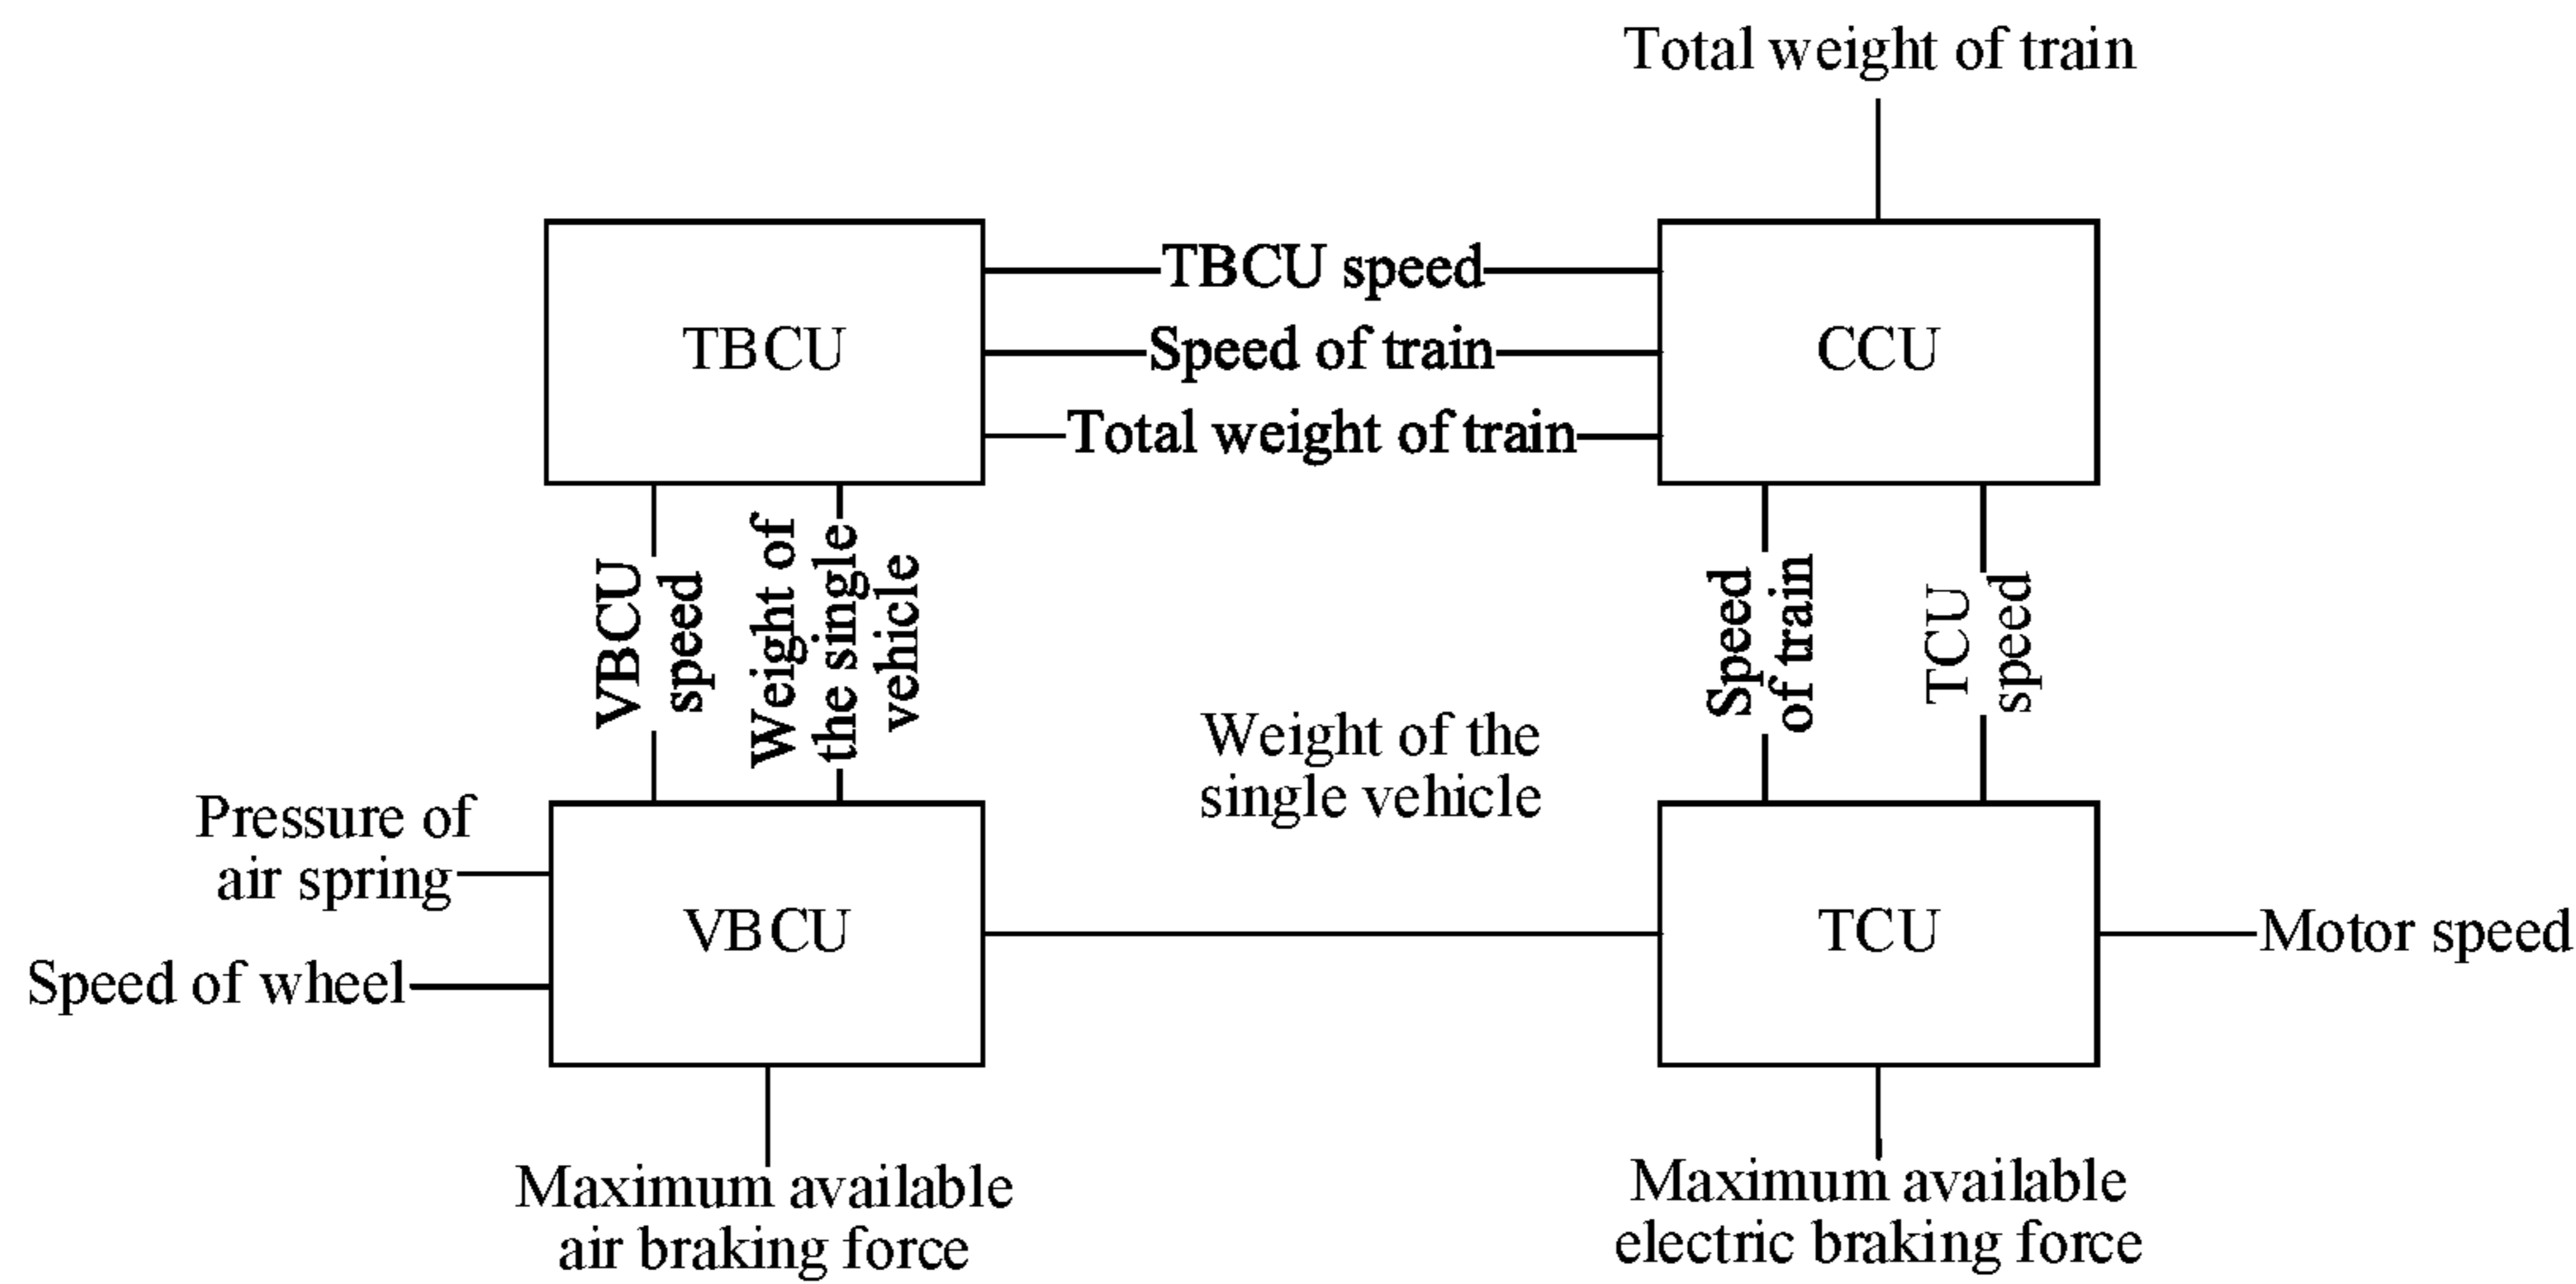 Total weight of train
TBCU speed
TBCU
Speed of train
CCU
Total weight of train
VBCU
speed
Weight of
the single
vehicle
Speed
of train
TCU
speed
Weight of the
single vehicle
Pressure of
air spring
VBCU
TCU
Motor speed
Speed of wheel
Maximum available
air braking force
Maximum available
electric braking force